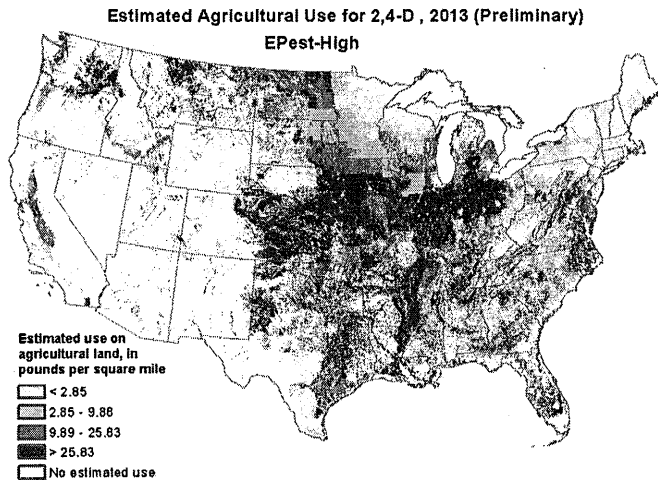 Estimated Agricultural Use for 2,4-D , 2013 (Preliminary)
EPest-High
Estimated use on
agricultural land, in
pounds per square mile
< 2.85
2.85 - 9.88
9.89 - 25.83
> 25.83
No estimated use